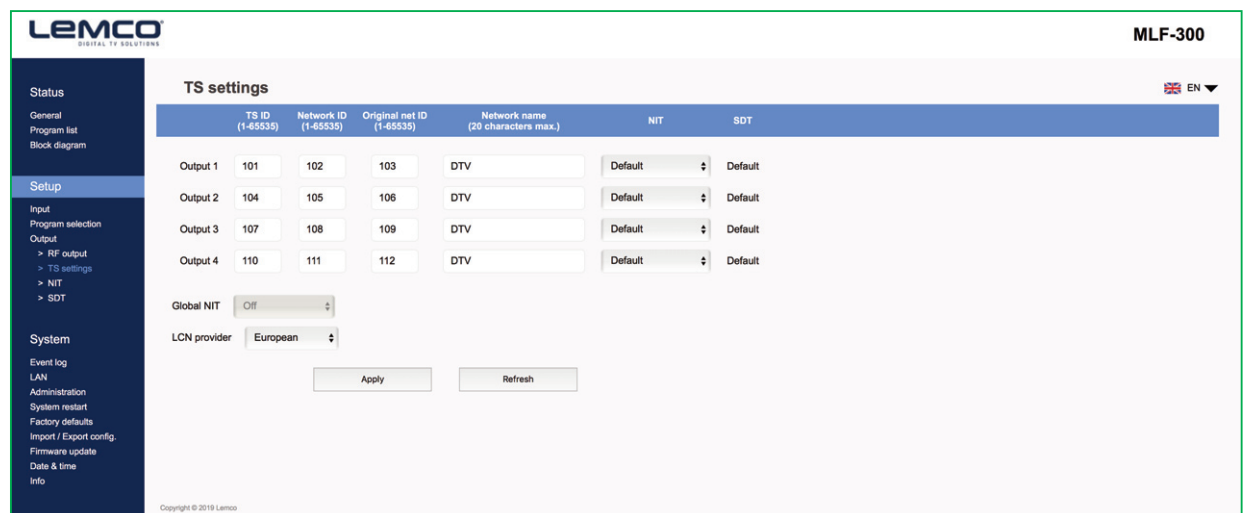 LEMCO
DIGITAL TV SOLUTIONS
MLF-300
Status
General
Program list
Block diagram
Setup
Input
Program selection
Output
> RF output
> TS settings
> NIT
> SDT
System
Event log
LAN
Administration
System restart
Factory defaults
Import / Export config.
Firmware update
Date & time
Info
TS settings
EN
TS ID (1-65535) Network ID (1-65535) Original net ID (1-65535) Network name (20 characters max.) NIT SDT
Output 1 101 102 103 DTV Default Default
Output 2 104 105 106 DTV Default Default
Output 3 107 108 109 DTV Default Default
Output 4 110 111 112 DTV Default Default
Global NIT Off
LCN provider European
Apply Refresh
Copyright © 2019 Lemco